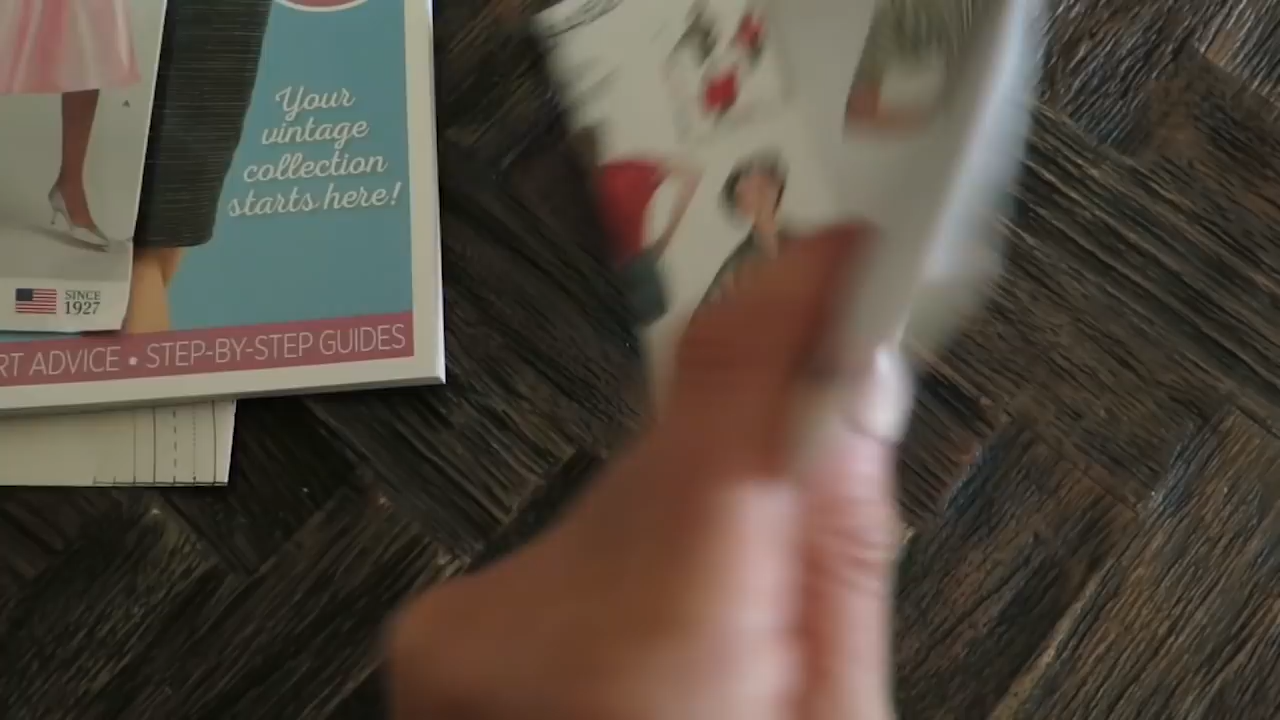 A
Your
vintage
collection
starts here!
SINCE
1927
RT ADVICE • STEP-BY-STEP GUIDES